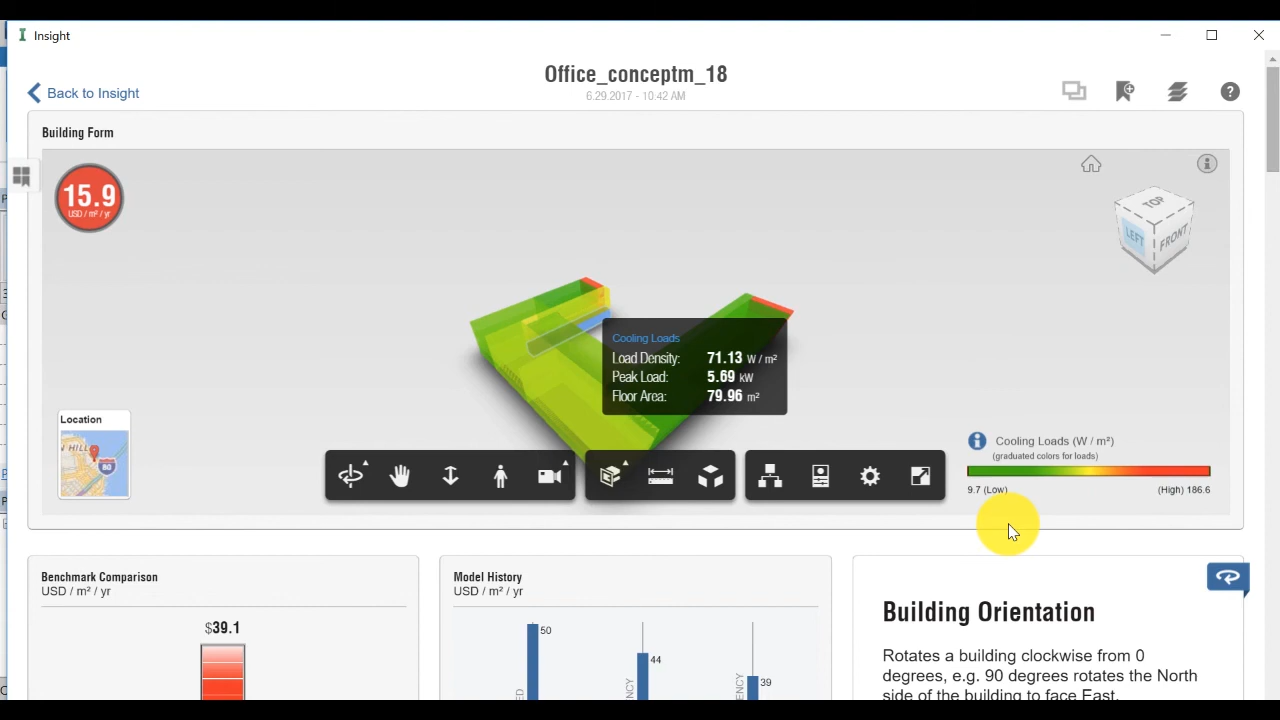 Insight
Office_conceptm_18
6.29.2017 - 10.42 AM
Back to Insight
Building Form
15.9
USD / m² / yr
TOP
LEFT
FRONT
Cooling Loads
Load Density: 71.13 W / m²
Peak Load: 5.69 kW
Floor Area: 79.96 m²
Location
N HILL
80
Cooling Loads (W / m²)
(graduated colors for loads)
9.7 (Low)
(High) 186.6
Benchmark Comparison
USD / m² / yr
$39.1
Model History
USD / m² / yr
50
44
39
NCY
ENCY
Building Orientation
Rotates a building clockwise from 0
degrees, e.g. 90 degrees rotates the North
side of the building to face East.